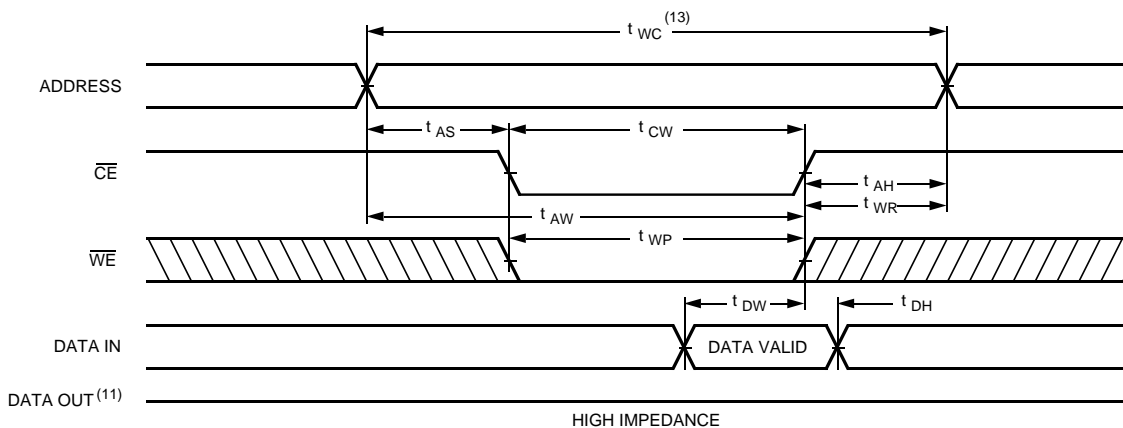 t WC (13)
ADDRESS
t AS
t CW
CE
t AH
t WR
t AW
t WP
WE
t DW
t DH
DATA IN
DATA VALID
DATA OUT (11)
HIGH IMPEDANCE